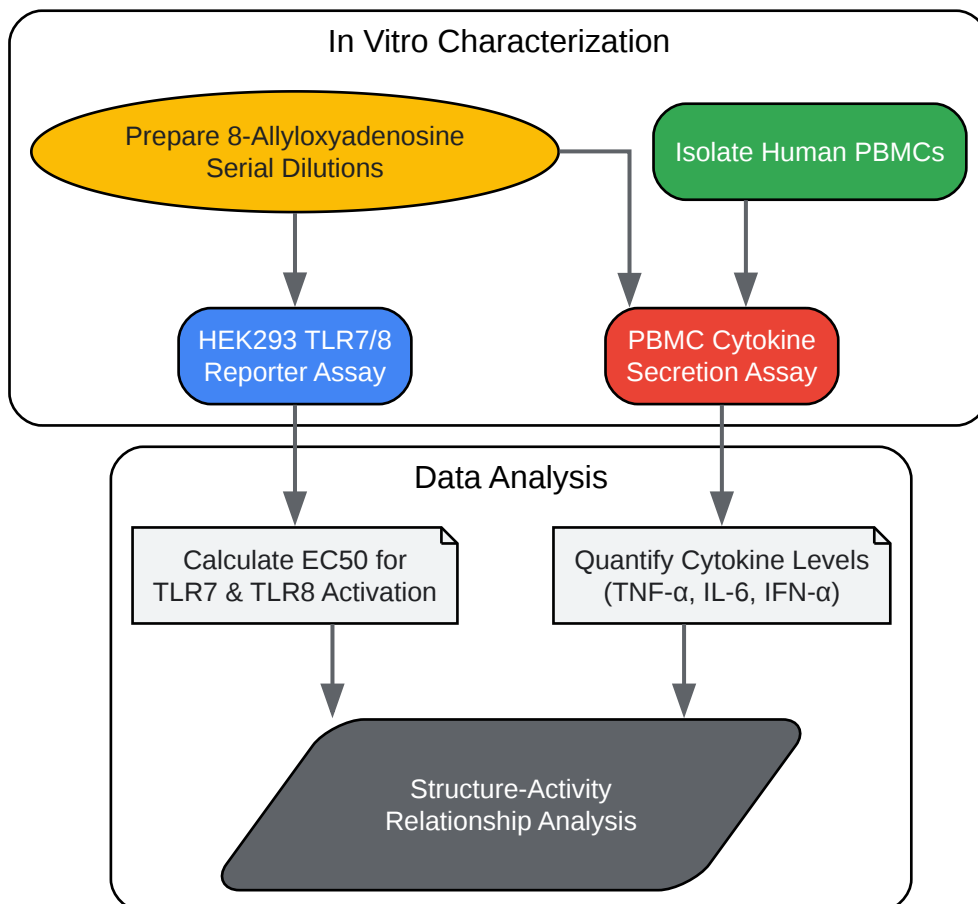 In Vitro Characterization
Prepare 8-Allyloxyadenosine
Serial Dilutions
Isolate Human PBMCs
HEK293 TLR7/8
Reporter Assay
PBMC Cytokine
Secretion Assay
Data Analysis
Calculate EC50 for
TLR7 & TLR8 Activation
Quantify Cytokine Levels
(TNF-α, IL-6, IFN-α)
Structure-Activity
Relationship Analysis